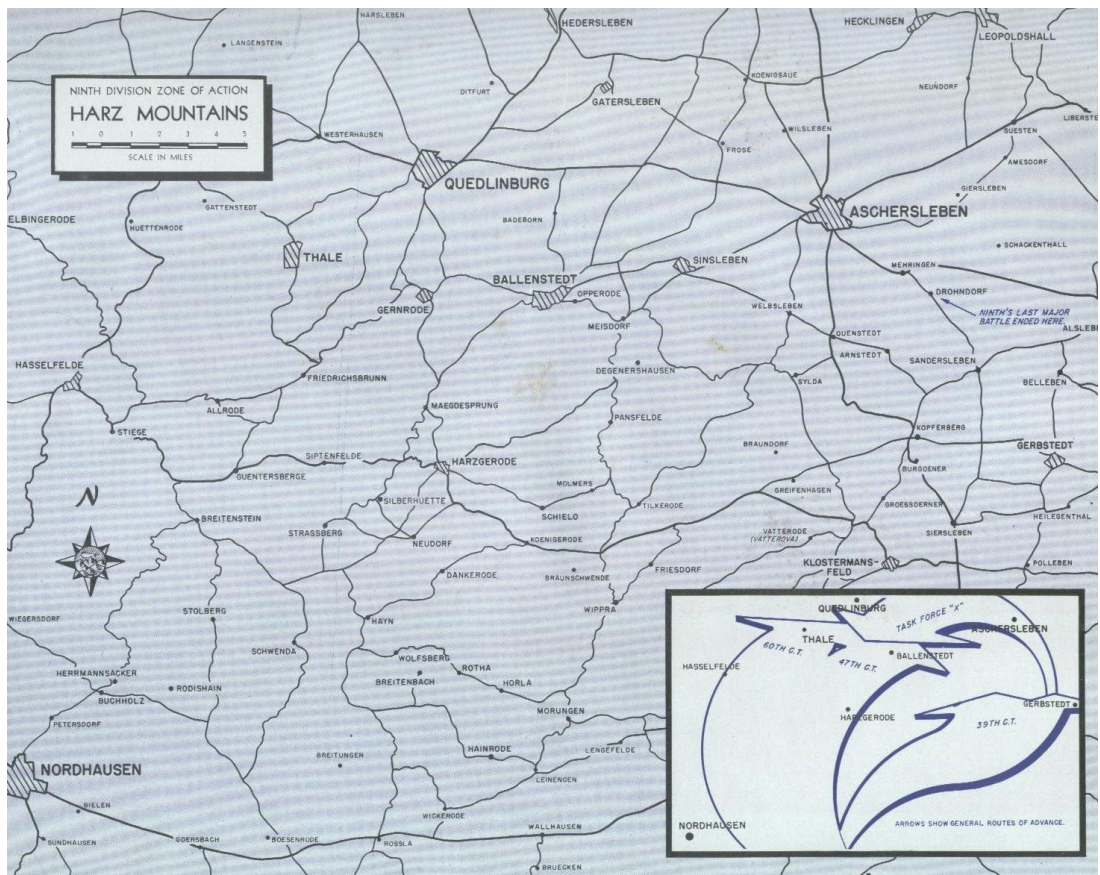 HARSLEBEN
HEDERSLEBEN
HECKLINGEN
LEOPOLDSHALL
LANGENSTEIN
NINTH DIVISION ZONE OF ACTION
HARZ MOUNTAINS
1 0 1 2 3 4 5
SCALE IN MILES
DITFURT
GATERSLEBEN
KOENIGSAUE
NEUNDORF
LIBERSTE
WESTERHAUSEN
WILSLEBEN
GUESTEN
FROSE
AMESDORF
QUEDLINBURG
GIERSLEBEN
GATTENSTEDT
ELBINGERODE
HUETTENRODE
BADEBORN
ASCHERSLEBEN
SCHACKENTHALL
THALE
SINSLEBEN
MEHRINGEN
BALLENSTEDT
OPPERODE
DROHNDORF
GERNRODE
WELBSLEBEN
NINTH'S LAST MAJOR
BATTLE ENDED HERE.
MEISDORF
ALSLEBE
QUENSTEDT
ARNSTEDT
SANDERSLEBEN
HASSELFELDE
DEGENERSHAUSEN
FRIEDRICHSBRUNN
SYLDA
BELLEBEN
ALLRODE
MAEGDESPRUNG
PANSFELDE
STIEGE
KOPFERBERG
BRAUNDORF
GERBSTEDT
SIPTENFELDE
HARZGERODE
BURGOENER
GUENTERSBERGE
MOLMERS
GREIFENHAGEN
N
SILBERHUETTE
GROESSOERNER
SCHIELO
TILKERODE
HEILEGENTHAL
BREITENSTEIN
STRASSBERG
NEUDORF
KOENIGERODE
VATTERODE
(VATTEROVA)
SIERSLEBEN
KLOSTERMANS-
FELD
DANKERODE
BRAUNSCHWENDE
FRIESDORF
POLLEBEN
STOLBERG
WIPPRA
WIEGERSDORF
HAYN
SCHWENDA
WOLFSBERG
ROTHA
HERRMANNSACKER
BREITENBACH
RODISHAIN
HORLA
BUCHHOLZ
PETERSDORF
MORUNGEN
BREITUNGEN
HAINRODE
LENGEFELDE
NORDHAUSEN
LEINENGEN
BIELEN
WICKERODE
SUNDHAUSEN
GORSBACH
BOESENRODE
ROSSLA
WALLHAUSEN
BRUECKEN
QUEDLINBURG
TASK FORCE "X"
ASCHERSLEBEN
THALE
60TH C.T.
47TH C.T.
BALLENSTEDT
HASSELFELDE
HARZGERODE
GERBSTEDT
39TH C.T.
NORDHAUSEN
ARROWS SHOW GENERAL ROUTES OF ADVANCE.